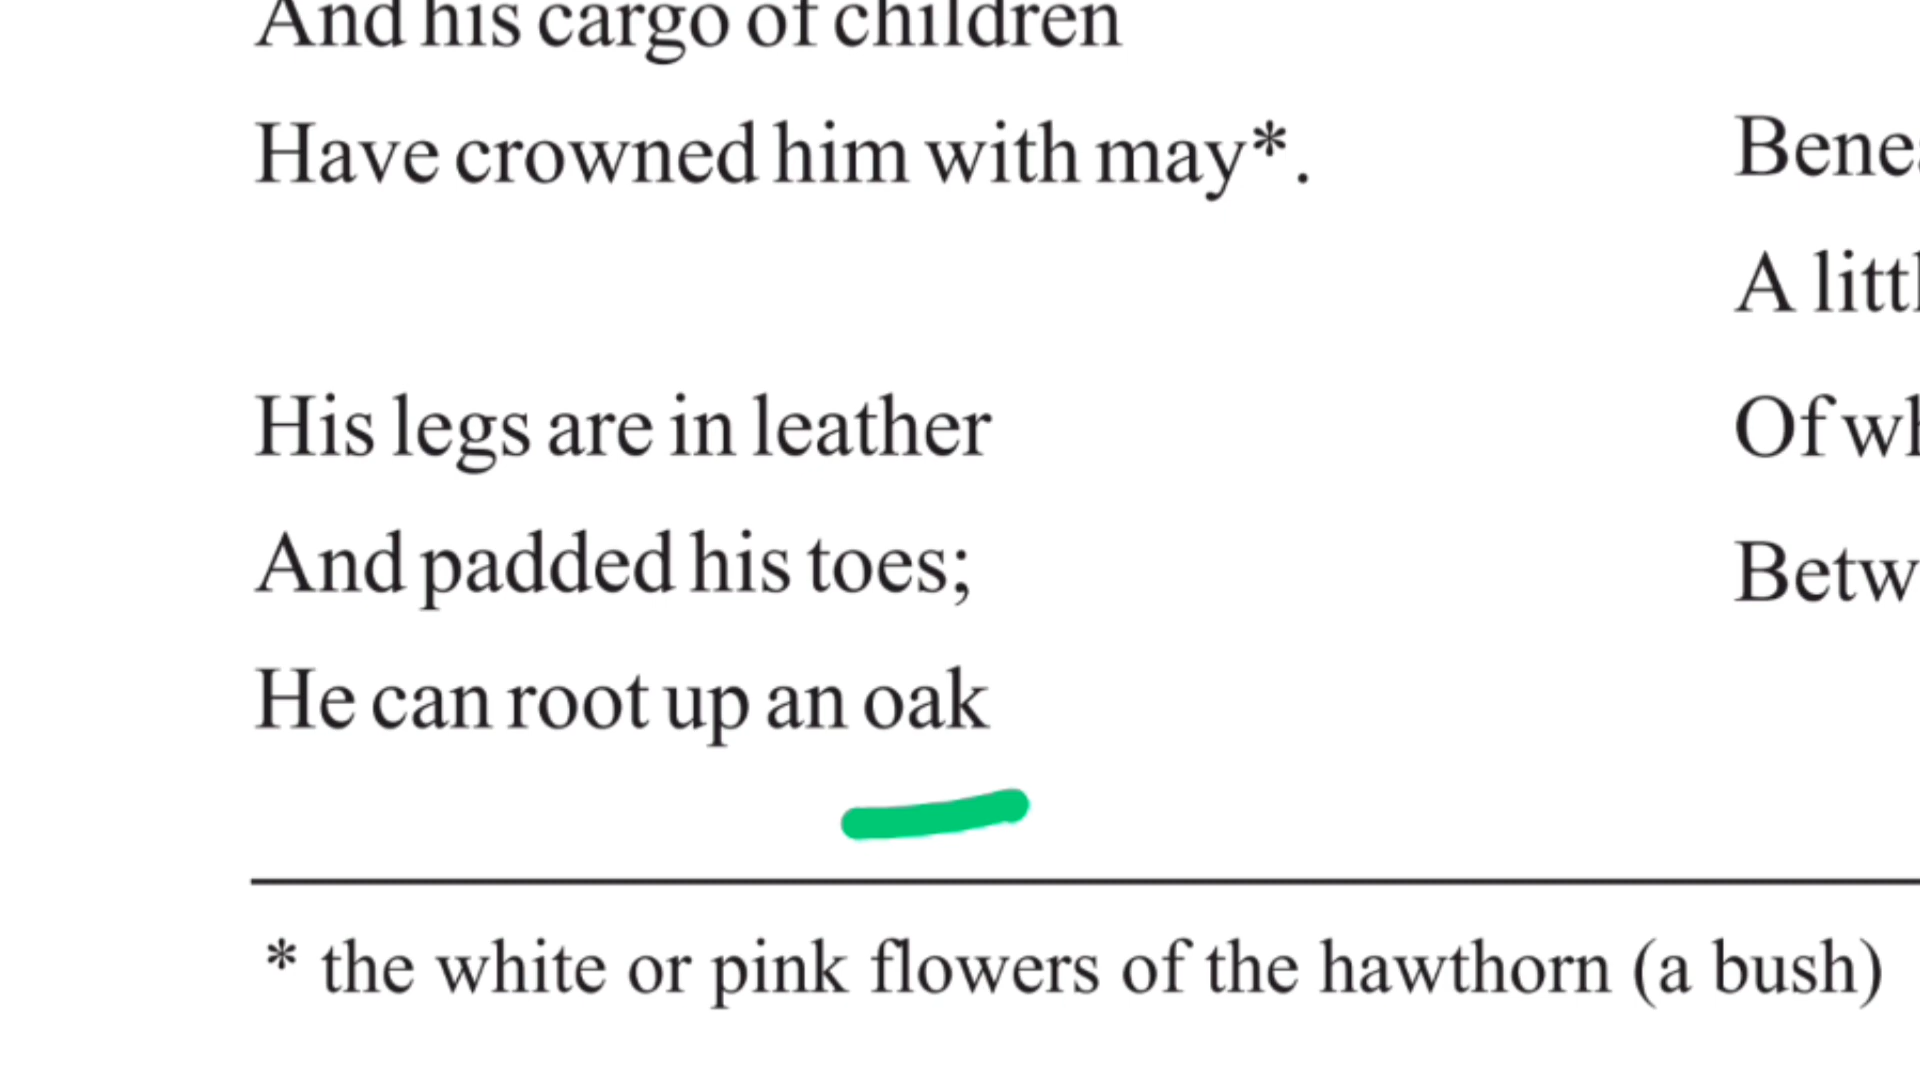 And his cargo of children
Have crowned him with may*.
His legs are in leather
And padded his toes;
He can root up an oak
A
Of
* the white or pink flowers of the hawthorn (a bush)